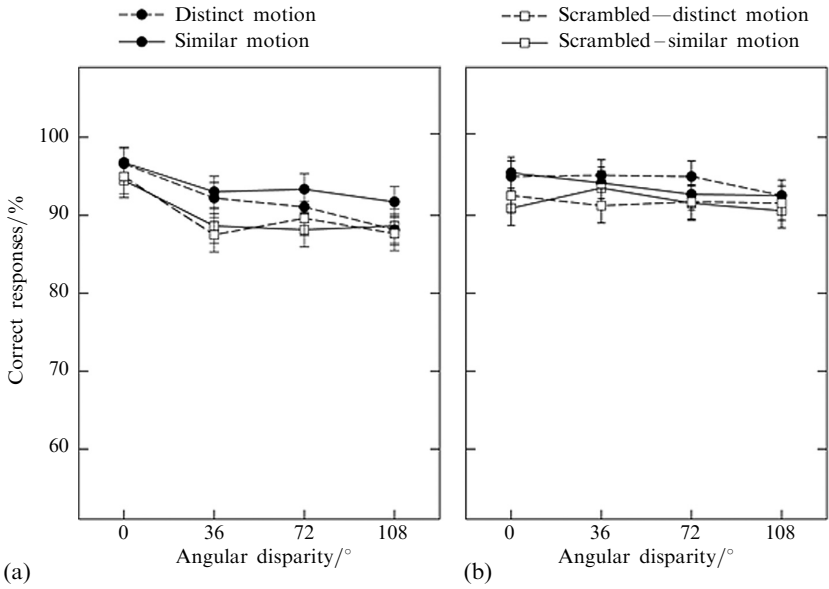 Distinct motion
Similar motion
Scrambled—distinct motion
Scrambled–similar motion
Correct responses/%
100
90
80
70
60
0 36 72 108
Angular disparity/°
(a)
0 36 72 108
Angular disparity/°
(b)